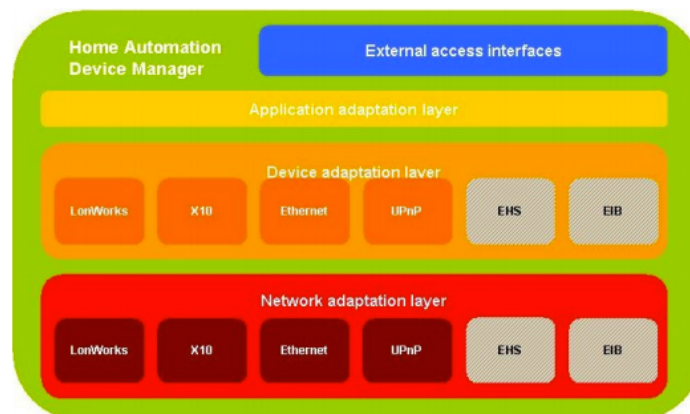 Home Automation
Device Manager
External access interfaces
Application adaptation layer
Device adaptation layer
LonWorks
X10
Ethernet
UPnP
EHS
EIB
Network adaptation layer
LonWorks
X10
Ethernet
UPnP
EHS
EIB